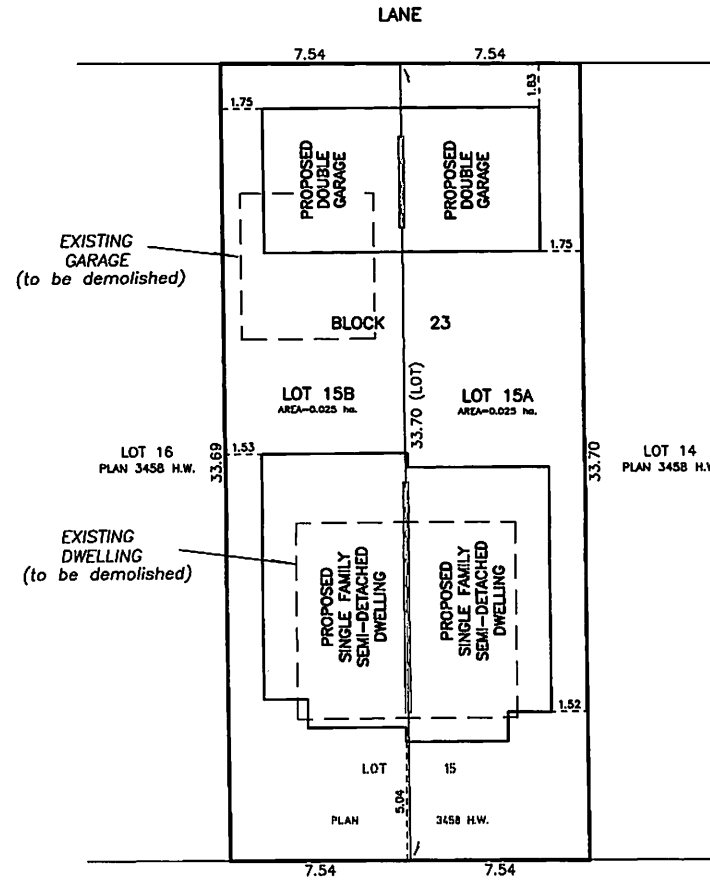 LANE
7.54
7.54
1.83
1.75
PROPOSED
DOUBLE
GARAGE
PROPOSED
DOUBLE
GARAGE
EXISTING
GARAGE
(to be demolished)
1.75
BLOCK 23
LOT 15B
AREA=0.025 ha.
33.70 (LOT)
LOT 15A
AREA=0.025 ha.
LOT 16
PLAN 3458 H.W.
33.69
1.53
33.70
LOT 14
PLAN 3458 H.W.
EXISTING
DWELLING
(to be demolished)
PROPOSED
SINGLE FAMILY
SEMI-DETACHED
DWELLING
PROPOSED
SINGLE FAMILY
SEMI-DETACHED
DWELLING
1.52
LOT 15
5.04
PLAN 3458 H.W.
7.54
7.54